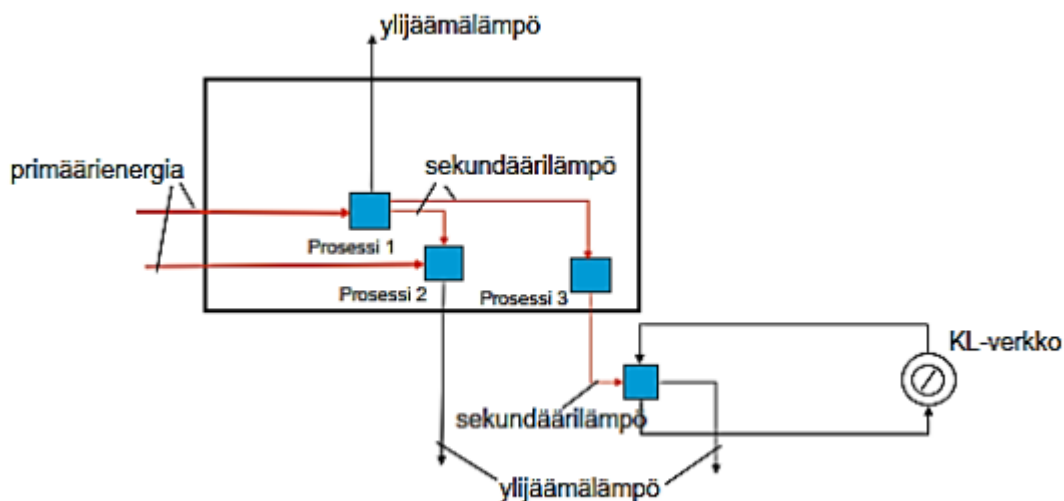 ylijäämälämpö
primäärienergia
sekundäärilämpö
Prosessi 1
Prosessi 2
Prosessi 3
KL-verkko
sekundäärilämpö
ylijäämälämpö